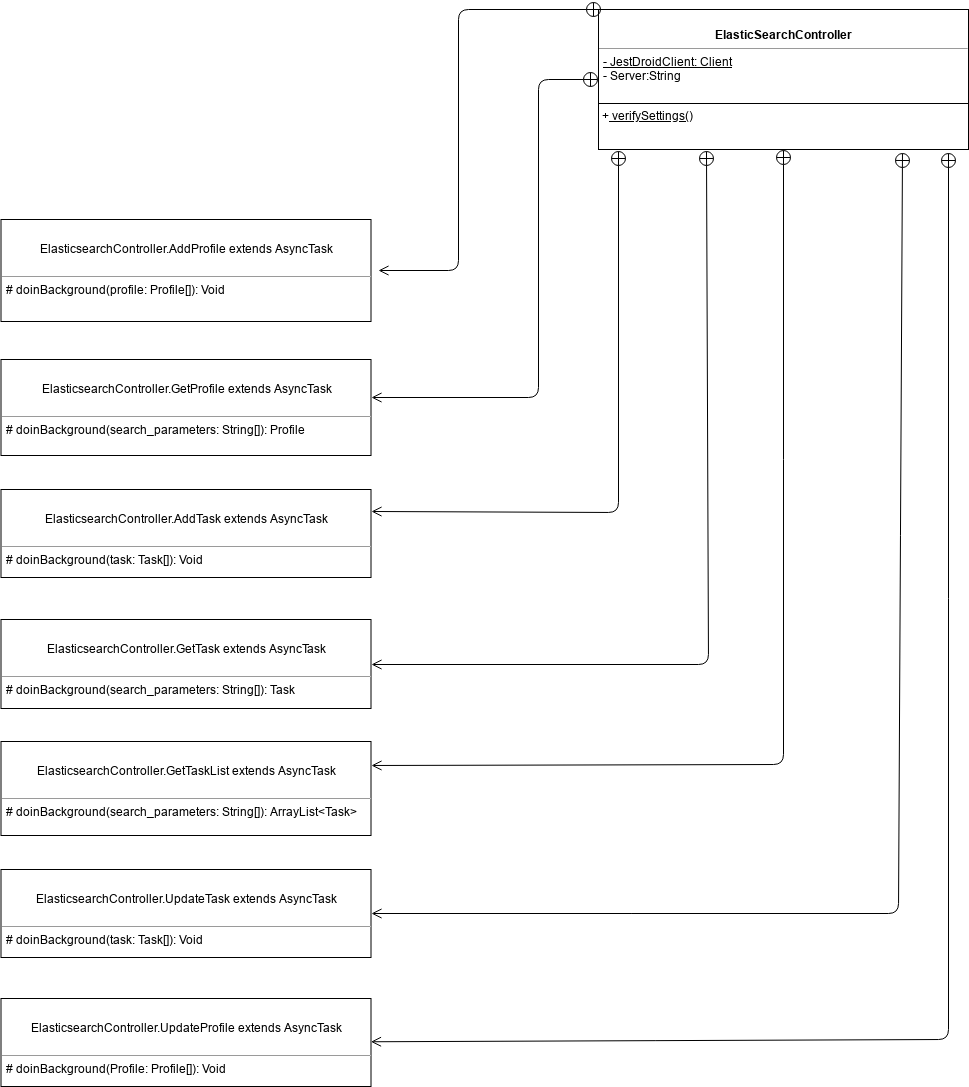 ElasticSearchController
- JestDroidClient: Client
- Server:String
+ verifySettings()
ElasticsearchController.AddProfile extends AsyncTask
# doinBackground(profile: Profile[]): Void
ElasticsearchController.GetProfile extends AsyncTask
# doinBackground(search_parameters: String[]): Profile
ElasticsearchController.AddTask extends AsyncTask
# doinBackground(task: Task[]): Void
ElasticsearchController.GetTask extends AsyncTask
# doinBackground(search_parameters: String[]): Task
ElasticsearchController.GetTaskList extends AsyncTask
# doinBackground(search_parameters: String[]): ArrayList<Task>
ElasticsearchController.UpdateTask extends AsyncTask
# doinBackground(task: Task[]): Void
ElasticsearchController.UpdateProfile extends AsyncTask
# doinBackground(Profile: Profile[]): Void